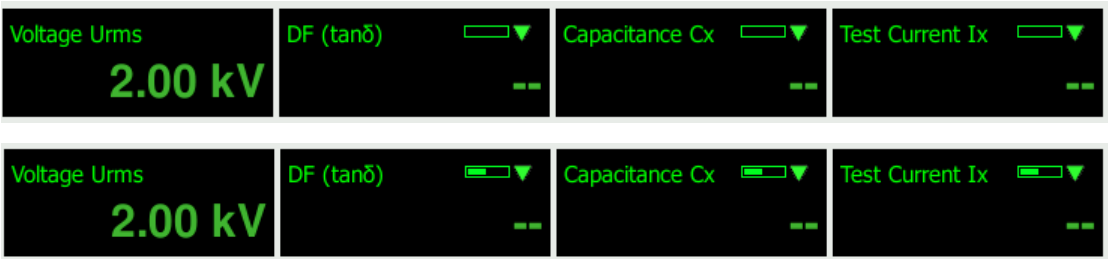 Voltage Urms DF (tanδ) Capacitance Cx Test Current Ix
2.00 kV -- -- --
Voltage Urms DF (tanδ) Capacitance Cx Test Current Ix
2.00 kV -- -- --